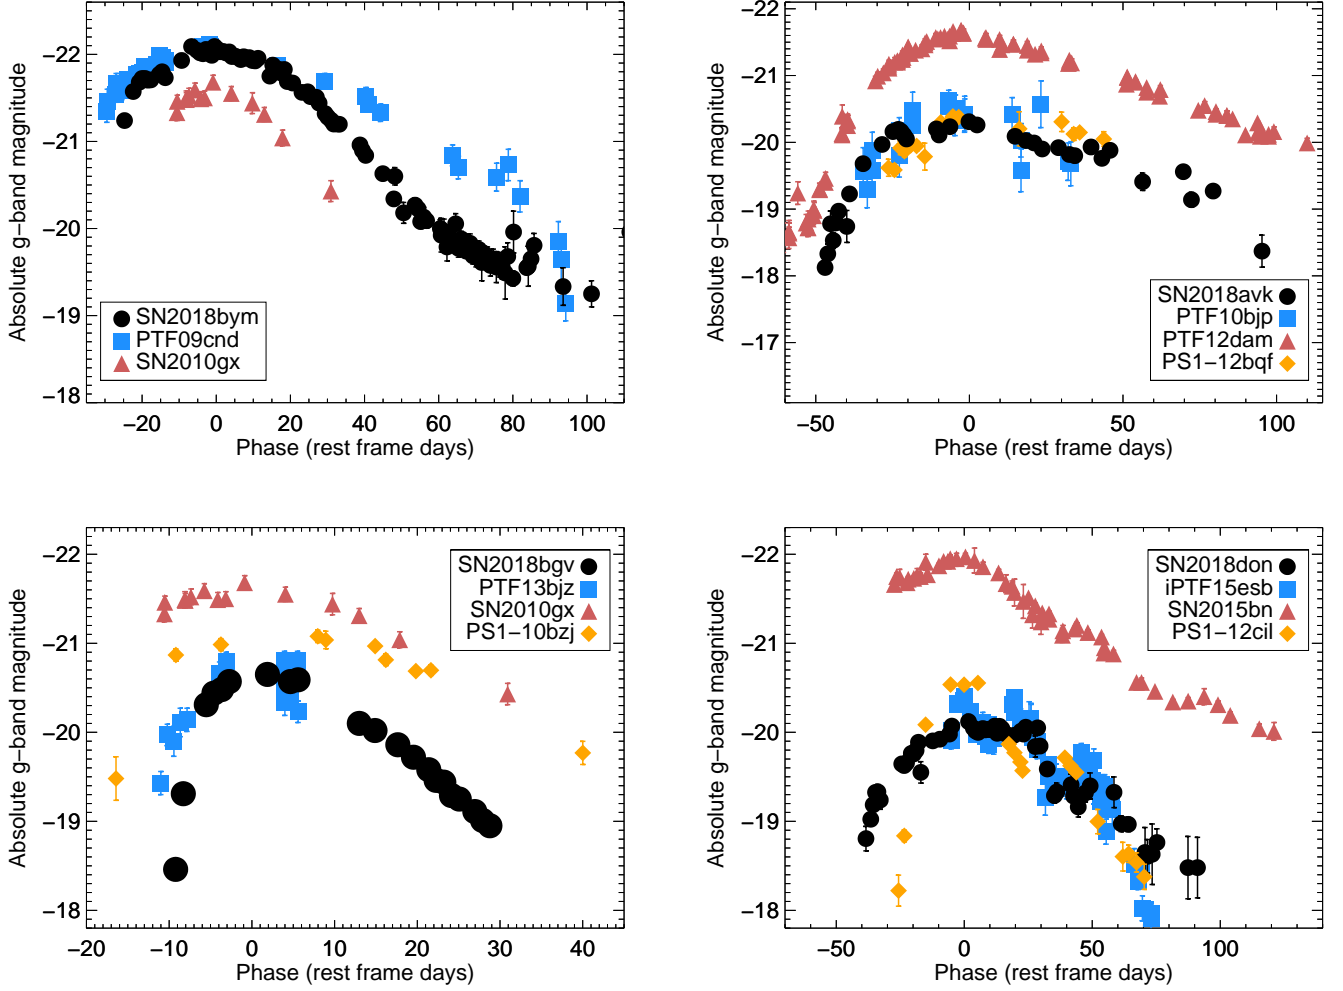 Absolute g-band magnitude
-22
-21
-20
-19
-18
SN2018bym
PTF09cnd
SN2010gx
-20
0
20
40
60
80
100
Phase (rest frame days)
Absolute g-band magnitude
-22
-21
-20
-19
-18
-17
SN2018avk
PTF10bjp
PTF12dam
PS1-12bqf
-50
0
50
100
Phase (rest frame days)
Absolute g-band magnitude
-22
-21
-20
-19
-18
SN2018bgv
PTF13bjz
SN2010gx
PS1-10bzj
-20
-10
0
10
20
30
40
Phase (rest frame days)
Absolute g-band magnitude
-22
-21
-20
-19
-18
SN2018don
iPTF15esb
SN2015bn
PS1-12cil
-50
0
50
100
Phase (rest frame days)